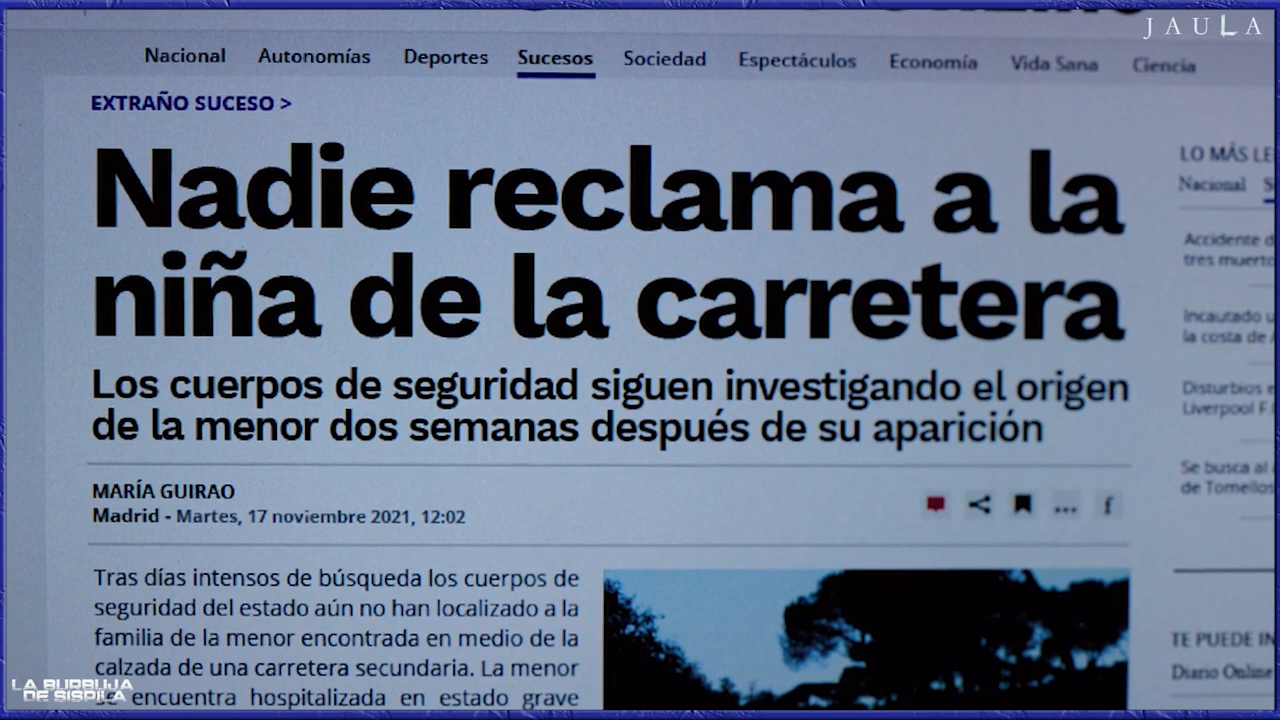 JAULA
Nacional Autonomías Deportes Sucesos Sociedad Espectáculos Economía Vida Sana Ciencia
EXTRAÑO SUCESO >
Nadie reclama a la
niña de la carretera
Los cuerpos de seguridad siguen investigando el origen
de la menor dos semanas después de su aparición
MARÍA GUIRAO
Madrid - Martes, 17 noviembre 2021, 12:02
Tras días intensos de búsqueda los cuerpos de
seguridad del estado aún no han localizado a la
familia de la menor encontrada en medio de la
calzada de una carretera secundaria. La menor
se encuentra hospitalizada en estado grave
LO MÁS
Nacional
Accidente
tres
Incautado
la costa de
Disturbios
Liverpool
Se busca al
de
TE PUEDE
Diario Online
LA BURBUJA
DE SISPILA